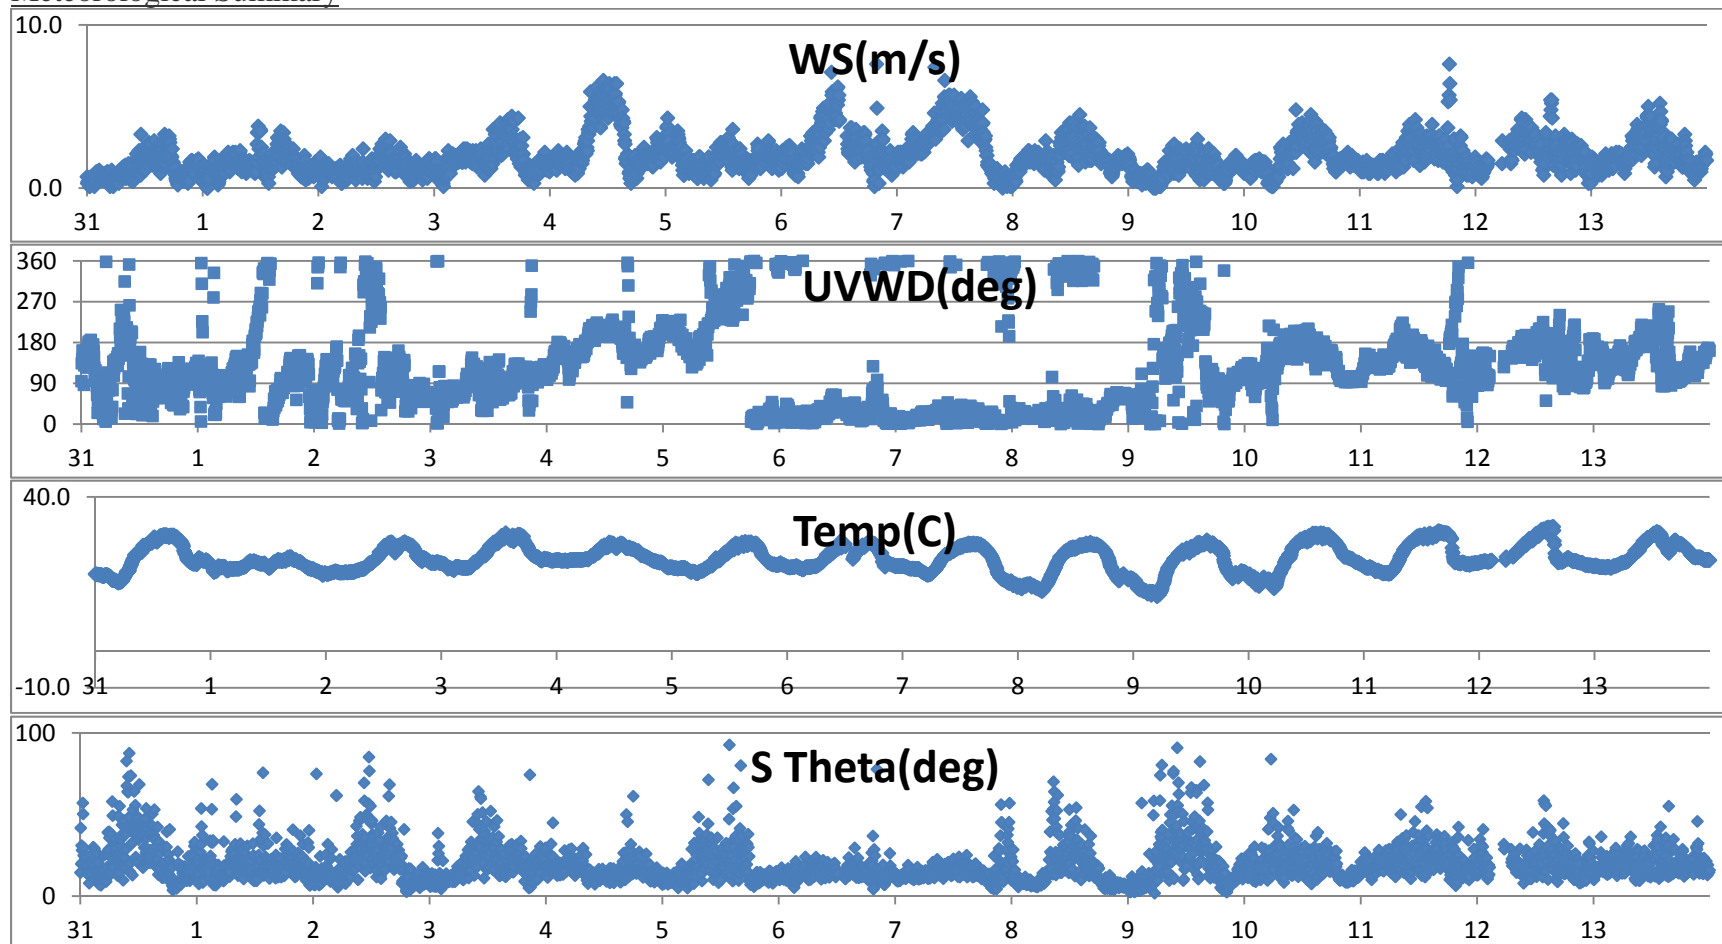 Meteorological Summary
10.0
WS(m/s)
0.0
31 1 2 3 4 5 6 7 8 9 10 11 12 13
360
UVWD(deg)
270
180
90
0
31 1 2 3 4 5 6 7 8 9 10 11 12 13
40.0
Temp(C)
-10.0 31 1 2 3 4 5 6 7 8 9 10 11 12 13
100
S Theta(deg)
0
31 1 2 3 4 5 6 7 8 9 10 11 12 13